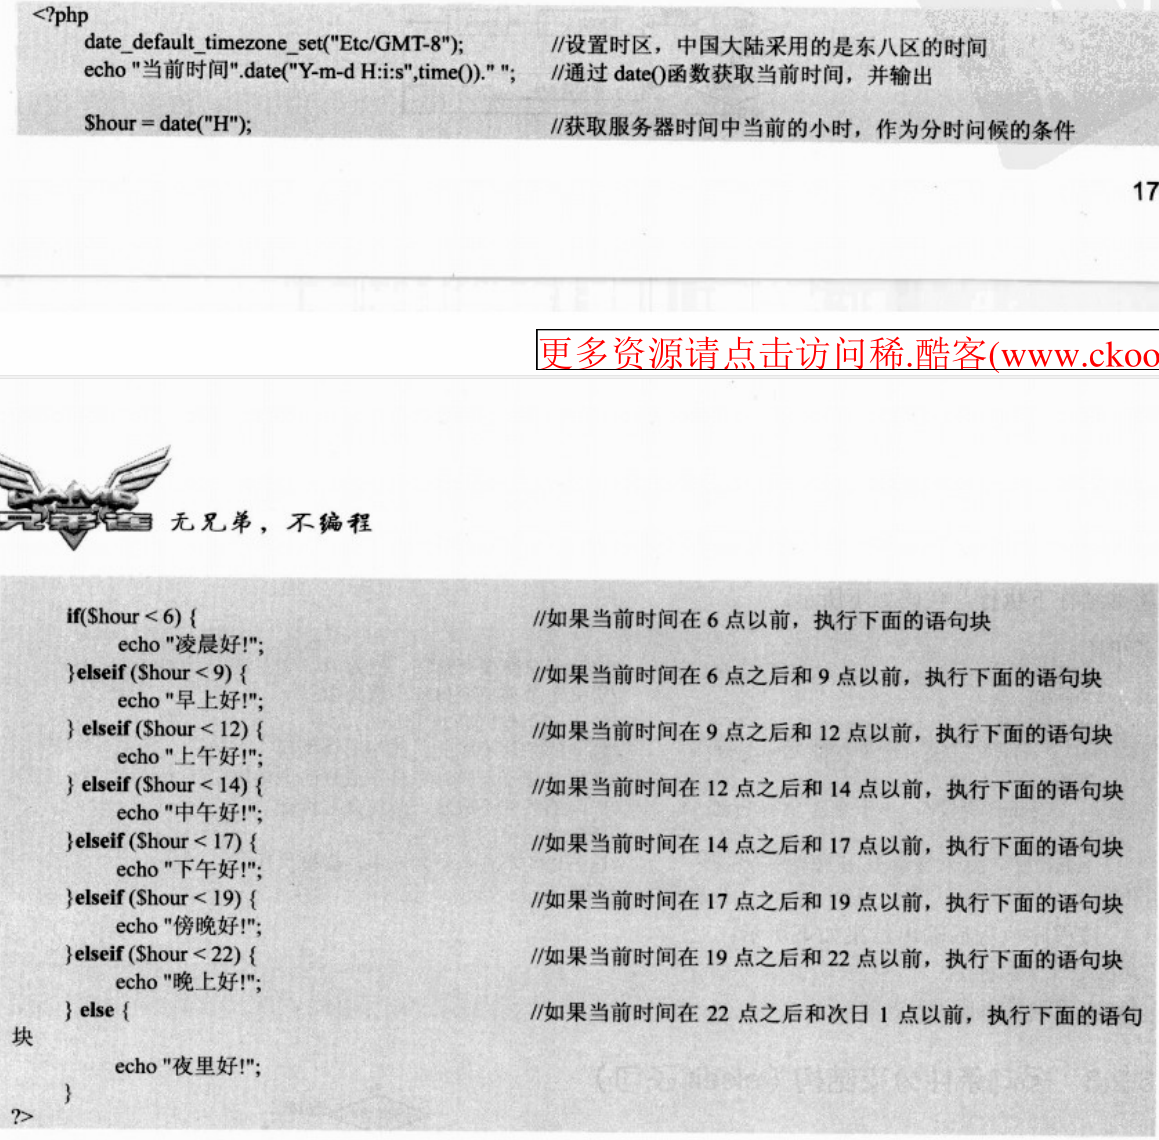 <?php
date_default_timezone_set("Etc/GMT-8"); //设置时区，中国大陆采用的是东八区的时间
echo "当前时间".date("Y-m-d H:i:s",time())." "; //通过 date()函数获取当前时间，并输出
$hour = date("H"); //获取服务器时间中当前的小时，作为分时问候的条件
17
更多资源请点击访问稀.酷客(www.ckoo
无兄弟，不编程
if($hour < 6) { //如果当前时间在 6 点以前，执行下面的语句块
echo "凌晨好!";
}elseif ($hour < 9) { //如果当前时间在 6 点之后和 9 点以前，执行下面的语句块
echo "早上好!";
} elseif ($hour < 12) { //如果当前时间在 9 点之后和 12 点以前，执行下面的语句块
echo "上午好!";
} elseif ($hour < 14) { //如果当前时间在 12 点之后和 14 点以前，执行下面的语句块
echo "中午好!";
}elseif ($hour < 17) { //如果当前时间在 14 点之后和 17 点以前，执行下面的语句块
echo "下午好!";
}elseif ($hour < 19) { //如果当前时间在 17 点之后和 19 点以前，执行下面的语句块
echo "傍晚好!";
}elseif ($hour < 22) { //如果当前时间在 19 点之后和 22 点以前，执行下面的语句块
echo "晚上好!";
} else { //如果当前时间在 22 点之后和次日 1 点以前，执行下面的语句
块
echo "夜里好!";
}
?>